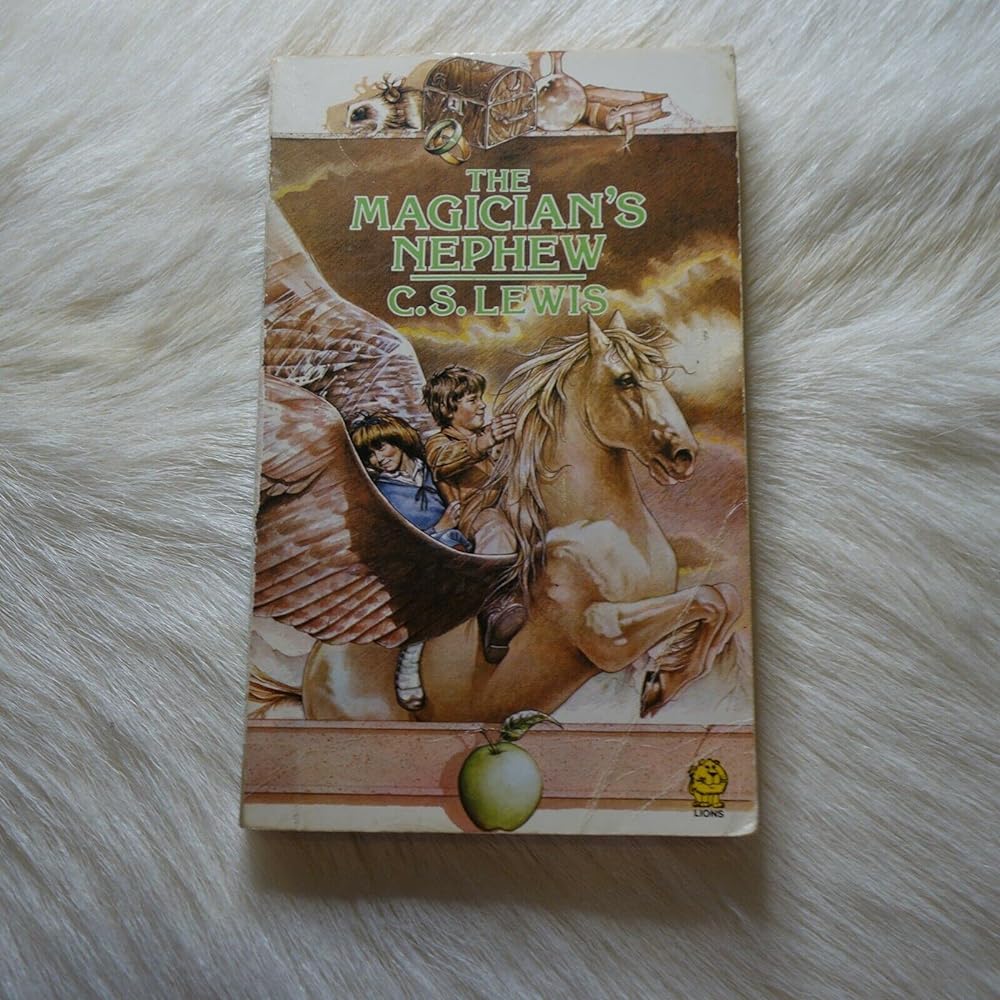 THE
MAGICIAN'S
NEPHEW
C.S. LEWIS
LIONS